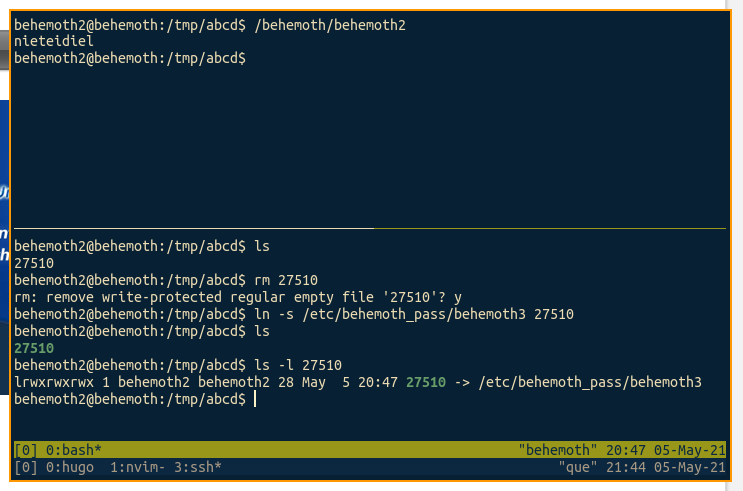 behemoth2@behemoth:/tmp/abcd$ /behemoth/behemoth2
nieteidiel
behemoth2@behemoth:/tmp/abcd$
behemoth2@behemoth:/tmp/abcd$ ls
27510
behemoth2@behemoth:/tmp/abcd$ rm 27510
rm: remove write-protected regular empty file '27510'? y
behemoth2@behemoth:/tmp/abcd$ ln -s /etc/behemoth_pass/behemoth3 27510
behemoth2@behemoth:/tmp/abcd$ ls
27510
behemoth2@behemoth:/tmp/abcd$ ls -l 27510
lrwxrwxrwx 1 behemoth2 behemoth2 28 May  5 20:47 27510 -> /etc/behemoth_pass/behemoth3
behemoth2@behemoth:/tmp/abcd$
[0] 0:bash* "behemoth" 20:47 05-May-21
[0] 0:hugo  1:nvim- 3:ssh* "que" 21:44 05-May-21